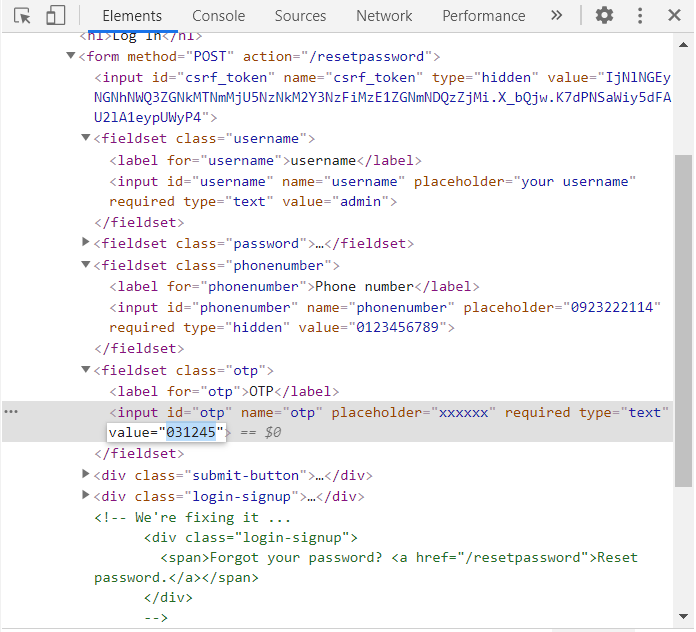 Elements Console Sources Network Performance »
<h1>Log in</h1>
<form method="POST" action="/resetpassword">
<input id="csrf_token" name="csrf_token" type="hidden" value="IjNlNGEy
NGNhNWQ3ZGNkMTNmMjU5NzNkM2Y3NzFiMzE1ZGNmNDQzZjMi.X_bQjw.K7dPNSaWiy5dFA
U2lA1eypUWyP4">
<fieldset class="username">
<label for="username">username</label>
<input id="username" name="username" placeholder="your username"
required type="text" value="admin">
</fieldset>
<fieldset class="password">…</fieldset>
<fieldset class="phonenumber">
<label for="phonenumber">Phone number</label>
<input id="phonenumber" name="phonenumber" placeholder="0923222114"
required type="hidden" value="0123456789">
</fieldset>
<fieldset class="otp">
<label for="otp">OTP</label>
<input id="otp" name="otp" placeholder="xxxxxx" required type="text"
value="031245"> == $0
</fieldset>
<div class="submit-button">…</div>
<div class="login-signup">…</div>
<!-- We're fixing it ...
<div class="login-signup">
<span>Forgot your password? <a href="/resetpassword">Reset
password.</a></span>
</div>
-->